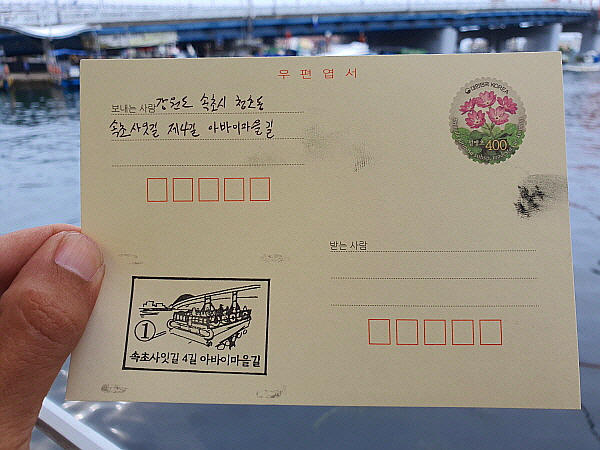 우편엽서
보내는 사람 강원도 속초시 청호동
속초사잇길 제4길 아바이마을길
대한민국 KOREA
400
받는 사람
1
속초사잇길 4길 아바이마을길